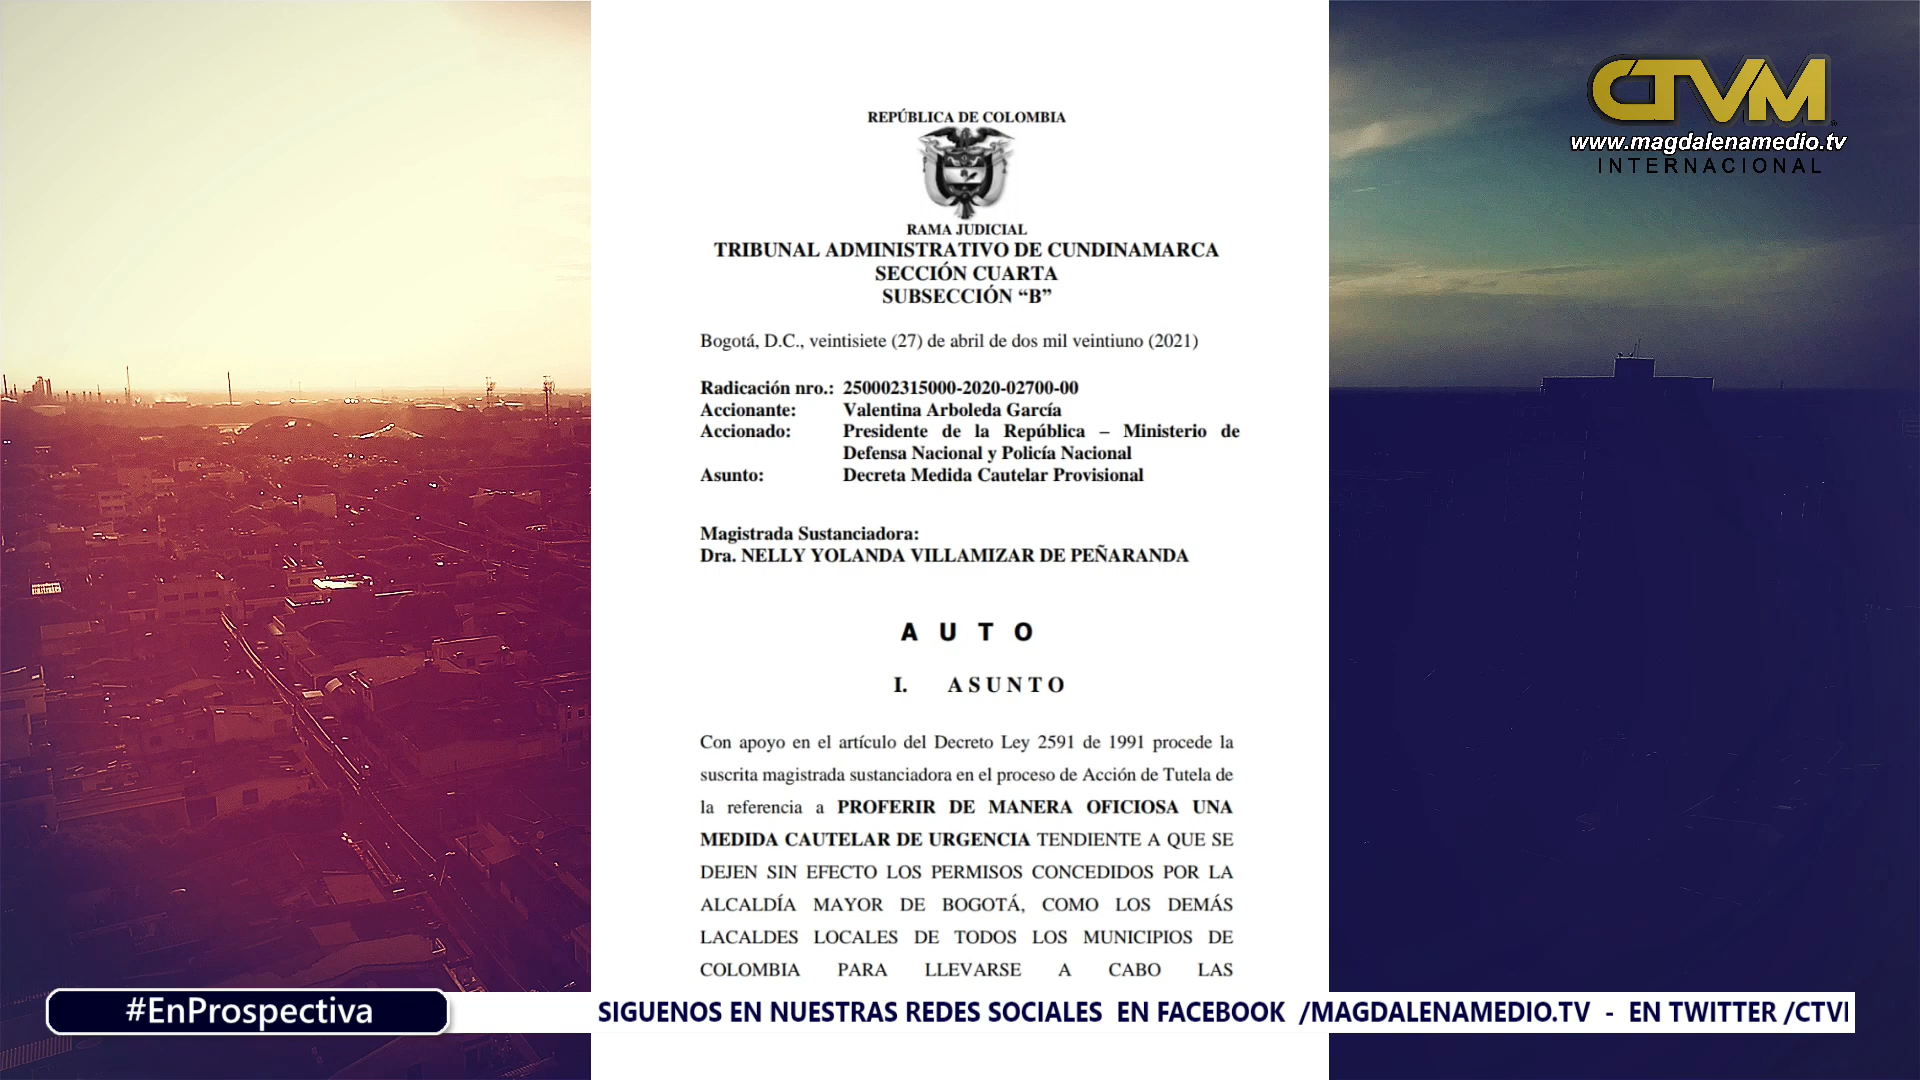 CTVM
www.magdalenamedio.tv
INTERNACIONAL
REPÚBLICA DE COLOMBIA
RAMA JUDICIAL
TRIBUNAL ADMINISTRATIVO DE CUNDINAMARCA
SECCIÓN CUARTA
SUBSECCIÓN “B”
Bogotá, D.C., veintisiete (27) de abril de dos mil veintiuno (2021)
Radicación nro.: 250002315000-2020-02700-00
Accionante: Valentina Arboleda García
Accionado: Presidente de la República – Ministerio de
Defensa Nacional y Policía Nacional
Asunto: Decreta Medida Cautelar Provisional
Magistrada Sustanciadora:
Dra. NELLY YOLANDA VILLAMIZAR DE PEÑARANDA
A U T O
I. A S U N T O
Con apoyo en el artículo del Decreto Ley 2591 de 1991 procede la
suscrita magistrada sustanciadora en el proceso de Acción de Tutela de
la referencia a PROFERIR DE MANERA OFICIOSA UNA
MEDIDA CAUTELAR DE URGENCIA TENDIENTE A QUE SE
DEJEN SIN EFECTO LOS PERMISOS CONCEDIDOS POR LA
ALCALDÍA MAYOR DE BOGOTÁ, COMO LOS DEMÁS
LACALDES LOCALES DE TODOS LOS MUNICIPIOS DE
COLOMBIA PARA LLEVARSE A CABO LAS
#EnProspectiva
SIGUENOS EN NUESTRAS REDES SOCIALES EN FACEBOOK /MAGDALENAMEDIO.TV - EN TWITTER /CTVM